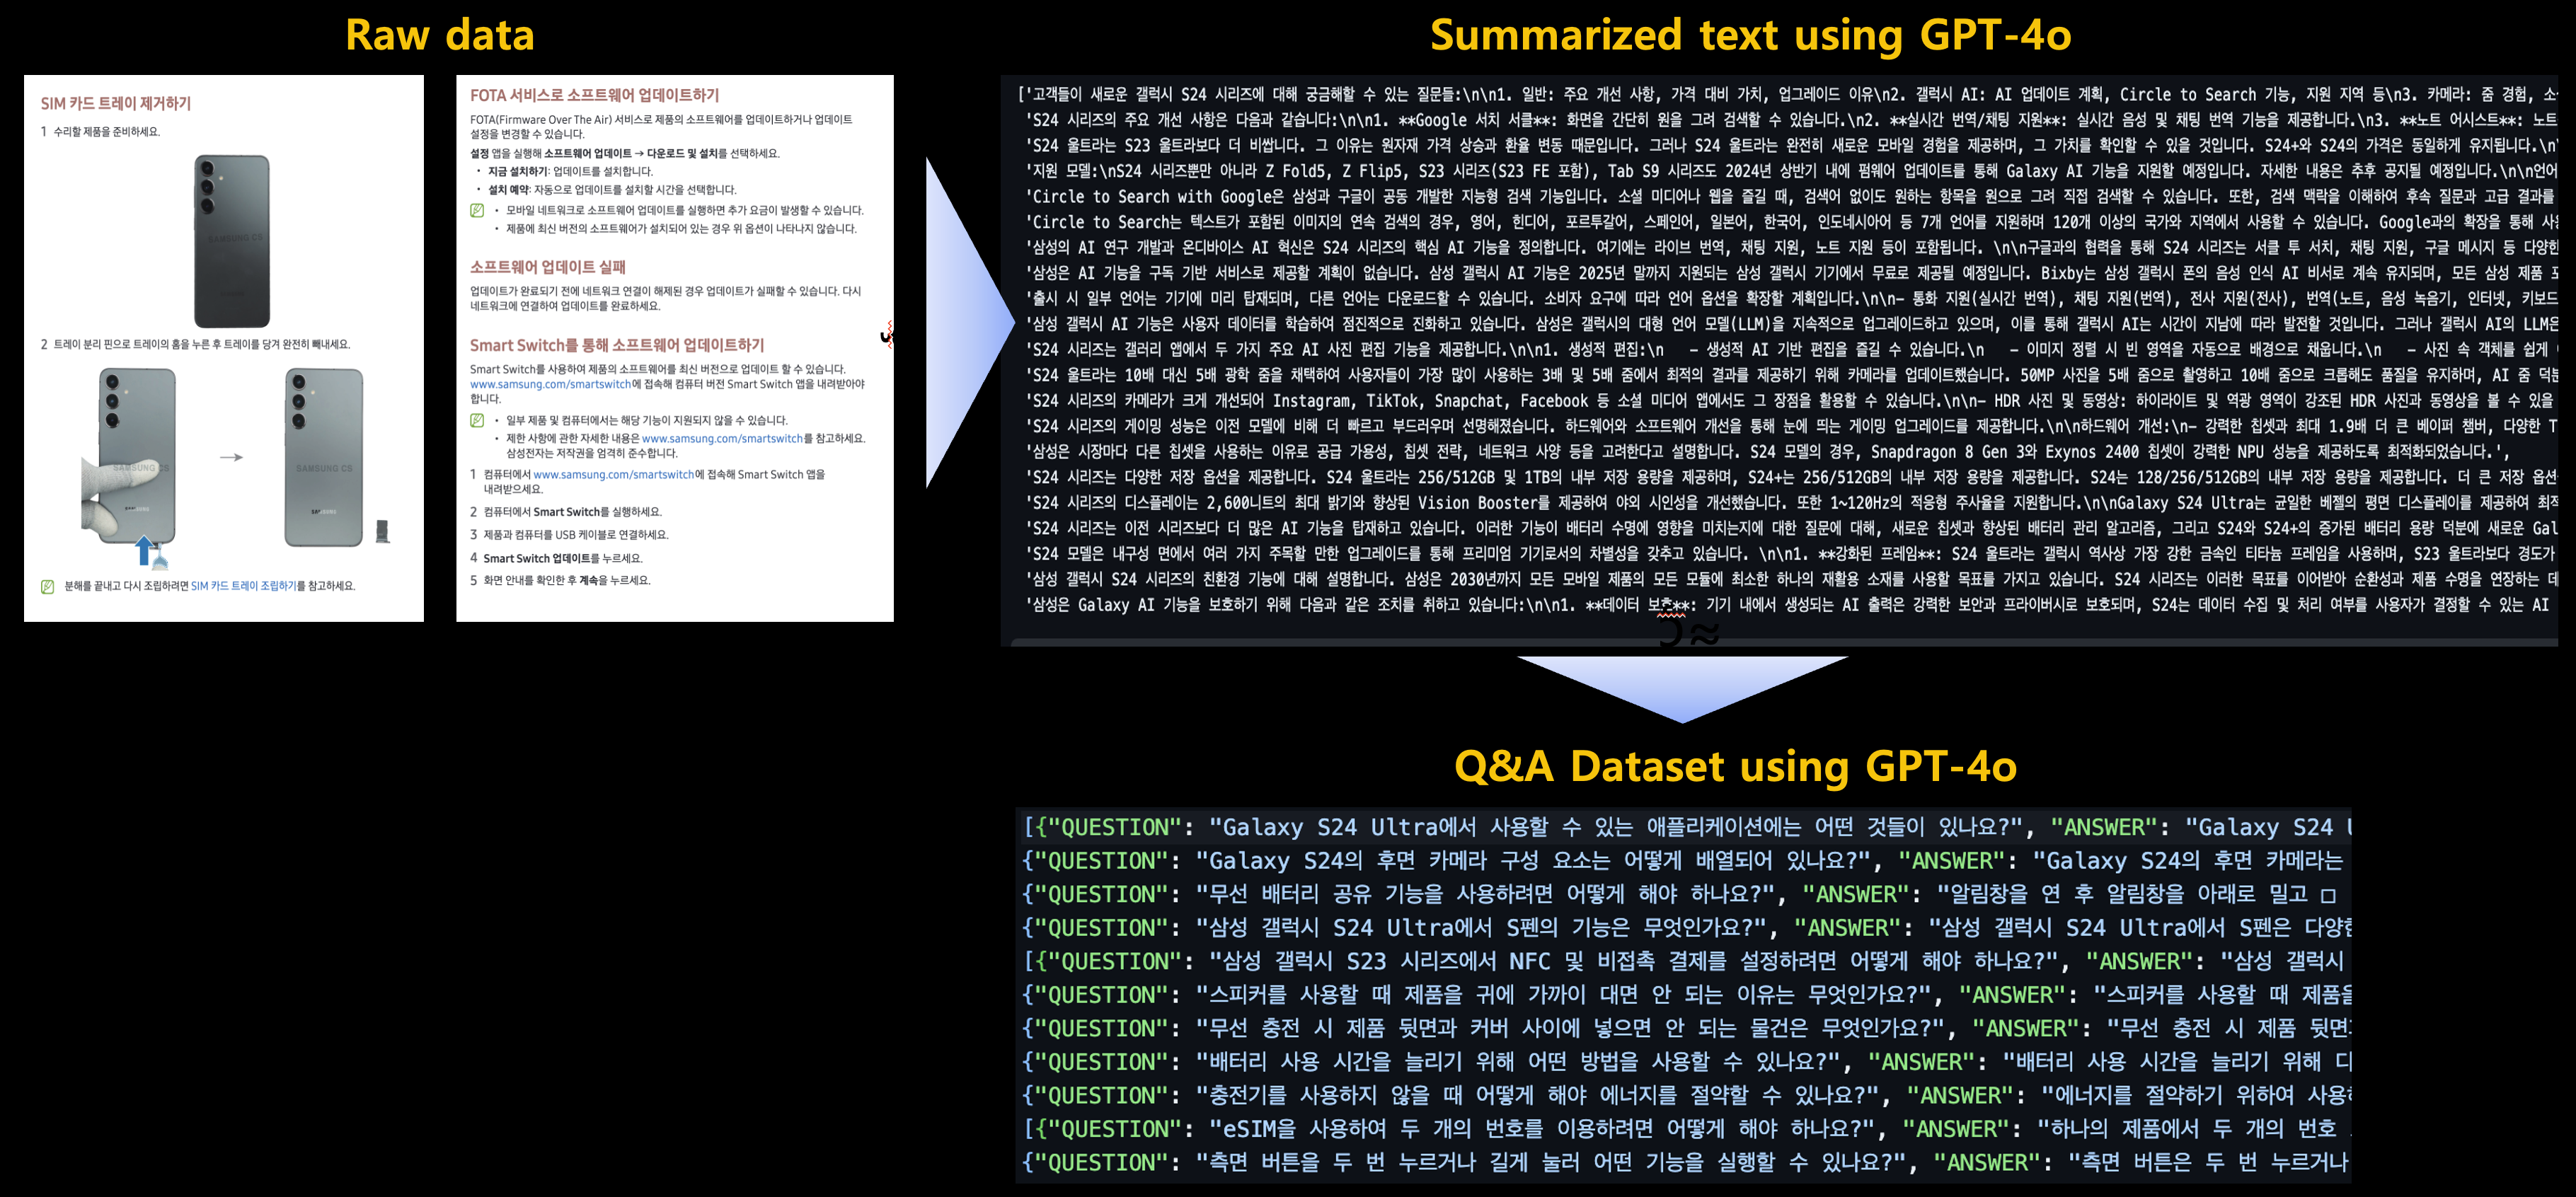 Raw data
SIM 카드 트레이 제거하기
1 수리할 제품을 준비하세요.
SAMSUNG CS
2 트레이 분리 핀으로 트레이의 홈을 누른 후 트레이를 당겨 완전히 빼내세요.
SAMSUNG CS
SAMSUNG CS
SAMSUNG
SAMSUNG
분해를 끝내고 다시 조립하려면 SIM 카드 트레이 조립하기를 참고하세요.
FOTA 서비스로 소프트웨어 업데이트하기
FOTA(Firmware Over The Air) 서비스로 제품의 소프트웨어를 업데이트하거나 업데이트
설정을 변경할 수 있습니다.
설정 앱을 실행해 소프트웨어 업데이트 → 다운로드 및 설치를 선택하세요.
• 지금 설치하기: 업데이트를 설치합니다.
• 설치 예약: 자동으로 업데이트를 설치할 시간을 선택합니다.
• 모바일 네트워크로 소프트웨어 업데이트를 실행하면 추가 요금이 발생할 수 있습니다.
• 제품에 최신 버전의 소프트웨어가 설치되어 있는 경우 위 옵션이 나타나지 않습니다.
소프트웨어 업데이트 실패
업데이트가 완료되기 전에 네트워크 연결이 해제된 경우 업데이트가 실패할 수 있습니다. 다시
네트워크에 연결하여 업데이트를 완료하세요.
Smart Switch를 통해 소프트웨어 업데이트하기
Smart Switch를 사용하여 제품의 소프트웨어를 최신 버전으로 업데이트 할 수 있습니다.
www.samsung.com/smartswitch에 접속해 컴퓨터 버전 Smart Switch 앱을 내려받아야
합니다.
• 일부 제품 및 컴퓨터에서는 해당 기능이 지원되지 않을 수 있습니다.
• 제한 사항에 관한 자세한 내용은 www.samsung.com/smartswitch를 참고하세요.
삼성전자는 저작권을 엄격히 준수합니다.
1 컴퓨터에서 www.samsung.com/smartswitch에 접속해 Smart Switch 앱을
내려받으세요.
2 컴퓨터에서 Smart Switch를 실행하세요.
3 제품과 컴퓨터를 USB 케이블로 연결하세요.
4 Smart Switch 업데이트를 누르세요.
5 화면 안내를 확인한 후 계속을 누르세요.
Summarized text using GPT-4o
['고객들이 새로운 갤럭시 S24 시리즈에 대해 궁금해할 수 있는 질문들:\n\n1. 일반: 주요 개선 사항, 가격 대비 가치, 업그레이드 이유\n2. 갤럭시 AI: AI 업데이트 계획, Circle to Search 기능, 지원 지역 등\n3. 카메라: 줌 경험,
'S24 시리즈의 주요 개선 사항은 다음과 같습니다:\n\n1. **Google 서치 서클**: 화면을 간단히 원을 그려 검색할 수 있습니다.\n2. **실시간 번역/채팅 지원**: 실시간 음성 및 채팅 번역 기능을 제공합니다.\n3. **노트 어시스트**: 노트
'S24 울트라는 S23 울트라보다 더 비쌉니다. 그 이유는 원자재 가격 상승과 환율 변동 때문입니다. 그러나 S24 울트라는 완전히 새로운 모바일 경험을 제공하며, 그 가치를 확인할 수 있을 것입니다. S24+와 S24의 가격은 동일하게 유지됩니다.\n
'지원 모델:\nS24 시리즈뿐만 아니라 Z Fold5, Z Flip5, S23 시리즈(S23 FE 포함), Tab S9 시리즈도 2024년 상반기 내에 펌웨어 업데이트를 통해 Galaxy AI 기능을 지원할 예정입니다. 자세한 내용은 추후 공지될 예정입니다.\n\n언어
'Circle to Search with Google은 삼성과 구글이 공동 개발한 지능형 검색 기능입니다. 소셜 미디어나 웹을 즐길 때, 검색어 없이도 원하는 항목을 원으로 그려 직접 검색할 수 있습니다. 또한, 검색 맥락을 이해하여 후속 질문과 고급 결과를
'Circle to Search는 텍스트가 포함된 이미지의 연속 검색의 경우, 영어, 힌디어, 포르투갈어, 스페인어, 일본어, 한국어, 인도네시아어 등 7개 언어를 지원하며 120개 이상의 국가와 지역에서 사용할 수 있습니다. Google과의 확장을 통해
'삼성의 AI 연구 개발과 온디바이스 AI 혁신은 S24 시리즈의 핵심 AI 기능을 정의합니다. 여기에는 라이브 번역, 채팅 지원, 노트 지원 등이 포함됩니다. \n\n구글과의 협력을 통해 S24 시리즈는 서클 투 서치, 채팅 지원, 구글 메시지 등 다양한
'삼성은 AI 기능을 구독 기반 서비스로 제공할 계획이 없습니다. 삼성 갤럭시 AI 기능은 2025년 말까지 지원되는 삼성 갤럭시 기기에서 무료로 제공될 예정입니다. Bixby는 삼성 갤럭시 폰의 음성 인식 AI 비서로 계속 유지되며, 모든 삼성 제품
'출시 시 일부 언어는 기기에 미리 탑재되며, 다른 언어는 다운로드할 수 있습니다. 소비자 요구에 따라 언어 옵션을 확장할 계획입니다.\n\n– 통화 지원(실시간 번역), 채팅 지원(번역), 전사 지원(전사), 번역(노트, 음성 녹음기, 인터넷, 키보드
'삼성 갤럭시 AI 기능은 사용자 데이터를 학습하여 점진적으로 진화하고 있습니다. 삼성은 갤럭시의 대형 언어 모델(LLM)을 지속적으로 업그레이드하고 있으며, 이를 통해 갤럭시 AI는 시간이 지남에 따라 발전할 것입니다. 그러나 갤럭시 AI의 LLM은
'S24 시리즈는 갤러리 앱에서 두 가지 주요 AI 사진 편집 기능을 제공합니다.\n\n1. 생성적 편집:\n – 생성적 AI 기반 편집을 즐길 수 있습니다.\n – 이미지 정렬 시 빈 영역을 자동으로 배경으로 채웁니다.\n – 사진 속 객체를 쉽게
'S24 울트라는 10배 대신 5배 광학 줌을 채택하여 사용자들이 가장 많이 사용하는 3배 및 5배 줌에서 최적의 결과를 제공하기 위해 카메라를 업데이트했습니다. 50MP 사진을 5배 줌으로 촬영하고 10배 줌으로 크롭해도 품질을 유지하며, AI 줌 덕분
'S24 시리즈의 카메라가 크게 개선되어 Instagram, TikTok, Snapchat, Facebook 등 소셜 미디어 앱에서도 그 장점을 활용할 수 있습니다.\n\n– HDR 사진 및 동영상: 하이라이트 및 역광 영역이 강조된 HDR 사진과 동영상을 볼 수 있을
'S24 시리즈의 게이밍 성능은 이전 모델에 비해 더 빠르고 부드러우며 선명해졌습니다. 하드웨어와 소프트웨어 개선을 통해 눈에 띄는 게이밍 업그레이드를 제공합니다.\n\n하드웨어 개선:\n– 강력한 칩셋과 최대 1.9배 더 큰 베이퍼 챔버, 다양한
'삼성은 시장마다 다른 칩셋을 사용하는 이유로 공급 가용성, 칩셋 전략, 네트워크 사양 등을 고려한다고 설명합니다. S24 모델의 경우, Snapdragon 8 Gen 3와 Exynos 2400 칩셋이 강력한 NPU 성능을 제공하도록 최적화되었습니다.',
'S24 시리즈는 다양한 저장 옵션을 제공합니다. S24 울트라는 256/512GB 및 1TB의 내부 저장 용량을 제공하며, S24+는 256/512GB의 내부 저장 용량을 제공합니다. S24는 128/256/512GB의 내부 저장 용량을 제공합니다. 더 큰 저장 옵션
'S24 시리즈의 디스플레이는 2,600니트의 최대 밝기와 향상된 Vision Booster를 제공하여 야외 시인성을 개선했습니다. 또한 1~120Hz의 적응형 주사율을 지원합니다.\n\nGalaxy S24 Ultra는 균일한 베젤의 평면 디스플레이를 제공하여
'S24 시리즈는 이전 시리즈보다 더 많은 AI 기능을 탑재하고 있습니다. 이러한 기능이 배터리 수명에 영향을 미치는지에 대한 질문에 대해, 새로운 칩셋과 향상된 배터리 관리 알고리즘, 그리고 S24와 S24+의 증가된 배터리 용량 덕분에 새로운 Gal
'S24 모델은 내구성 면에서 여러 가지 주목할 만한 업그레이드를 통해 프리미엄 기기로서의 차별성을 갖추고 있습니다. \n\n1. **강화된 프레임**: S24 울트라는 갤럭시 역사상 가장 강한 금속인 티타늄 프레임을 사용하며, S23 울트라보다 경도가
'삼성 갤럭시 S24 시리즈의 친환경 기능에 대해 설명합니다. 삼성은 2030년까지 모든 모바일 제품의 모든 모듈에 최소한 하나의 재활용 소재를 사용할 목표를 가지고 있습니다. S24 시리즈는 이러한 목표를 이어받아 순환성과 제품 수명을 연장하는
'삼성은 Galaxy AI 기능을 보호하기 위해 다음과 같은 조치를 취하고 있습니다:\n\n1. **데이터 보호**: 기기 내에서 생성되는 AI 출력은 강력한 보안과 프라이버시로 보호되며, S24는 데이터 수집 및 처리 여부를 사용자가 결정할 수 있는 AI
Q&A Dataset using GPT-4o
[{"QUESTION": "Galaxy S24 Ultra에서 사용할 수 있는 애플리케이션에는 어떤 것들이 있나요?", "ANSWER": "Galaxy S24 U
{"QUESTION": "Galaxy S24의 후면 카메라 구성 요소는 어떻게 배열되어 있나요?", "ANSWER": "Galaxy S24의 후면 카메라는
{"QUESTION": "무선 배터리 공유 기능을 사용하려면 어떻게 해야 하나요?", "ANSWER": "알림창을 연 후 알림창을 아래로 밀고 □
{"QUESTION": "삼성 갤럭시 S24 Ultra에서 S펜의 기능은 무엇인가요?", "ANSWER": "삼성 갤럭시 S24 Ultra에서 S펜은 다양한
[{"QUESTION": "삼성 갤럭시 S23 시리즈에서 NFC 및 비접촉 결제를 설정하려면 어떻게 해야 하나요?", "ANSWER": "삼성 갤럭시
{"QUESTION": "스피커를 사용할 때 제품을 귀에 가까이 대면 안 되는 이유는 무엇인가요?", "ANSWER": "스피커를 사용할 때 제품을
{"QUESTION": "무선 충전 시 제품 뒷면과 커버 사이에 넣으면 안 되는 물건은 무엇인가요?", "ANSWER": "무선 충전 시 제품 뒷면
{"QUESTION": "배터리 사용 시간을 늘리기 위해 어떤 방법을 사용할 수 있나요?", "ANSWER": "배터리 사용 시간을 늘리기 위해
{"QUESTION": "충전기를 사용하지 않을 때 어떻게 해야 에너지를 절약할 수 있나요?", "ANSWER": "에너지를 절약하기 위하여
[{"QUESTION": "eSIM을 사용하여 두 개의 번호를 이용하려면 어떻게 해야 하나요?", "ANSWER": "하나의 제품에서 두 개의 번호
{"QUESTION": "측면 버튼을 두 번 누르거나 길게 눌러 어떤 기능을 실행할 수 있나요?", "ANSWER": "측면 버튼은 두 번 누르거나